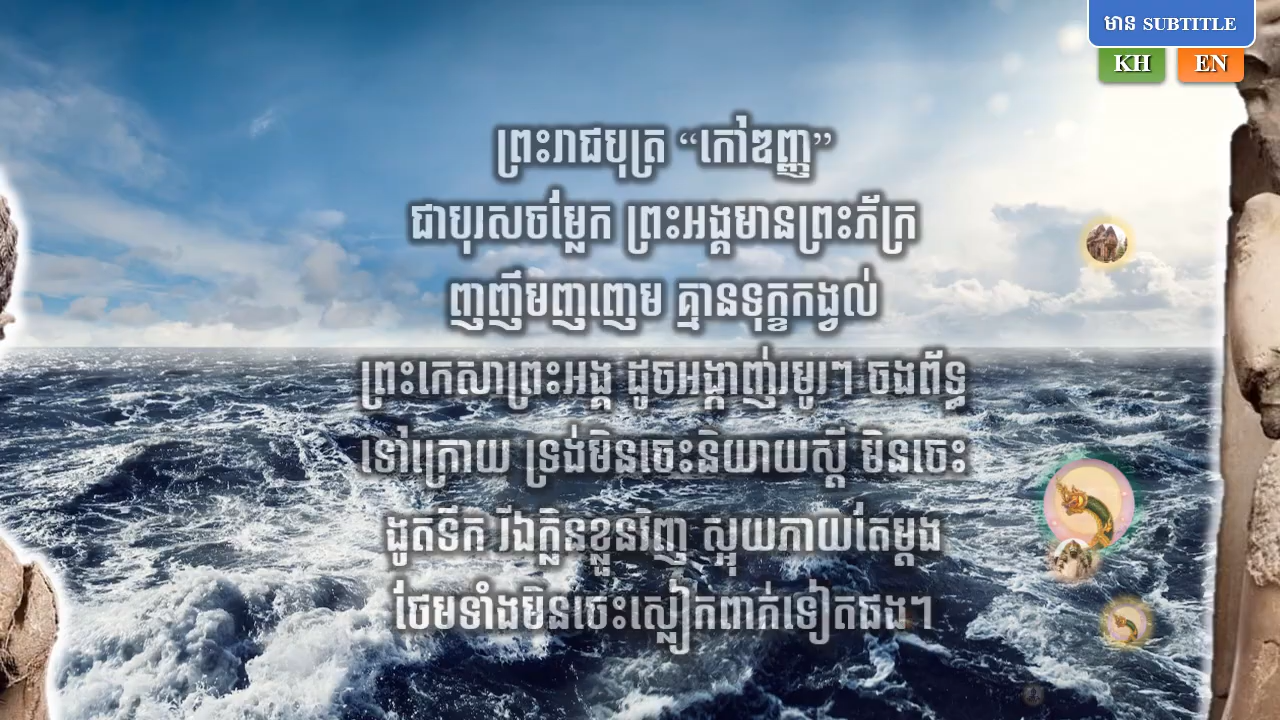 មាន SUBTITLE
KH EN
ព្រះរាជបុត្រ “កៅឌញ្ញ”
ជាបុរសចម្លែក ព្រះអង្គមានព្រះភ័ក្រ
ញញឹមញញែម គ្មានទុក្ខកង្វល់
ព្រះកេសាព្រះអង្គ ដូចអង្កាញ់រមូរៗ ចងព័ទ្ធ
ទៅក្រោយ ទ្រង់មិនចេះនិយាយស្តី មិនចេះ
ងូតទឹក រីឯក្លិនខ្លួនវិញ ស្អុយភាយតែម្តង
ថែមទាំងមិនចេះស្លៀកពាក់ទៀតផង។